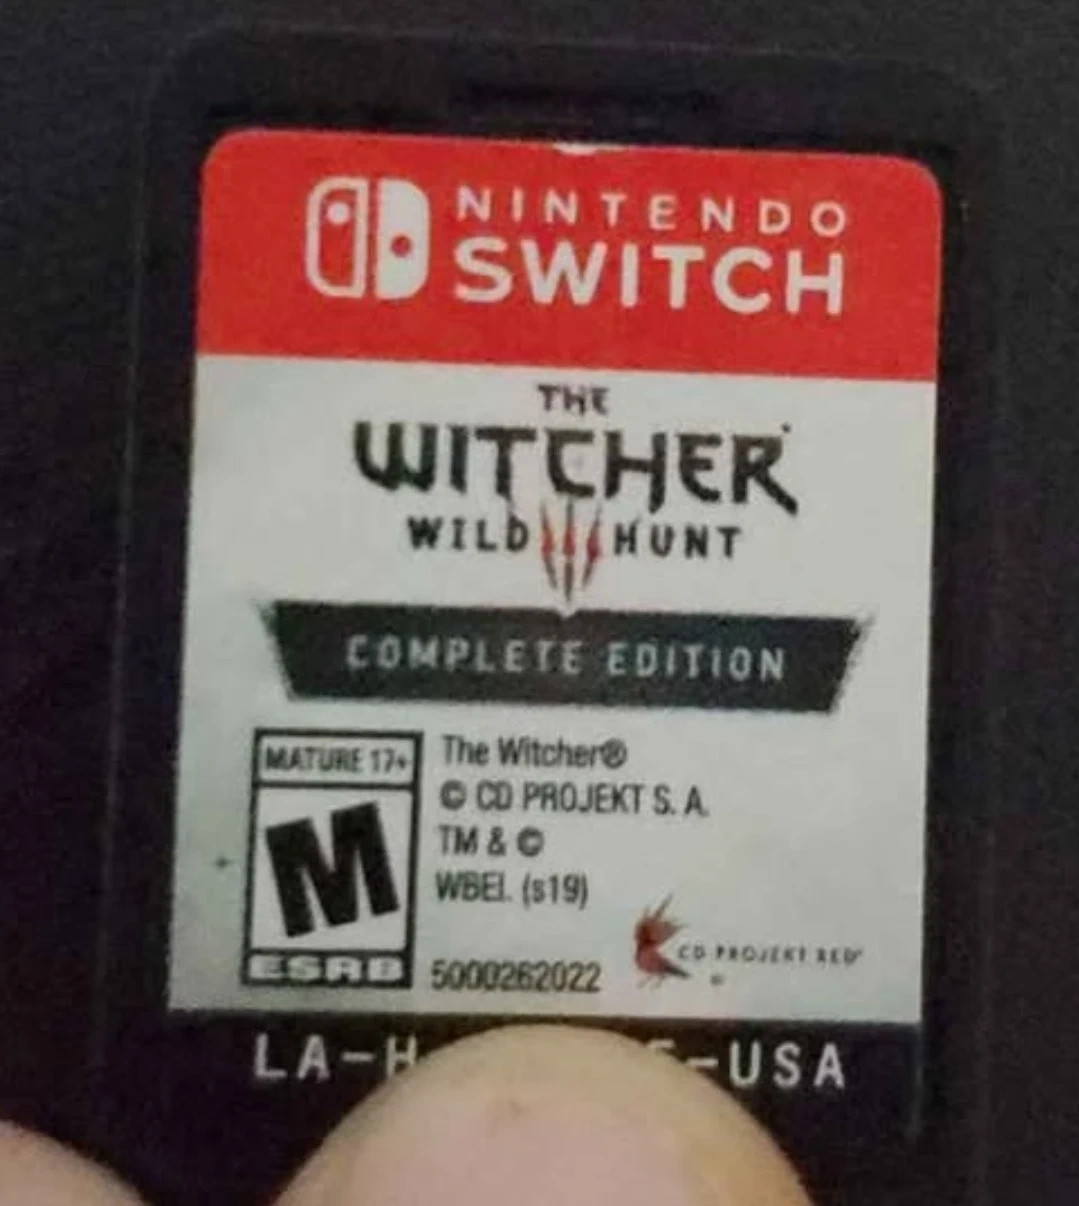 NINTENDO
SWITCH
THE
WITCHER
WILD HUNT
COMPLETE EDITION
MATURE 17+
M
ESRB
The Witcher®
© CD PROJEKT S. A.
TM & ©
WBEI. (s19)
5000262022
CD PROJEKT RED
LA-H -USA